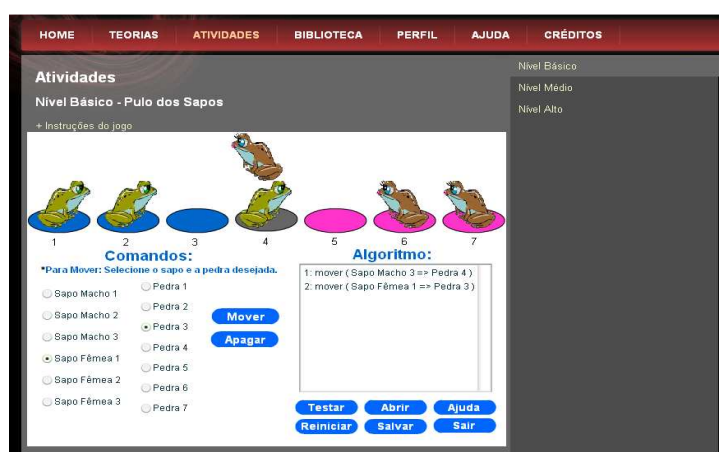 HOME TEORIAS ATIVIDADES BIBLIOTECA PERFIL AJUDA CRÉDITOS
Nível Básico
Nível Médio
Nível Alto
Atividades
Nível Básico - Pulo dos Sapos
+ Instruções do jogo
1 2 3 4 5 6 7
Comandos:
*Para Mover: Selecione o sapo e a pedra desejada.
Sapo Macho 1
Sapo Macho 2
Sapo Macho 3
Sapo Fêmea 1
Sapo Fêmea 2
Sapo Fêmea 3
Pedra 1
Pedra 2
Pedra 3
Pedra 4
Pedra 5
Pedra 6
Pedra 7
Mover
Apagar
Algoritmo:
1: mover ( Sapo Macho 3 => Pedra 4 )
2: mover ( Sapo Fêmea 1 => Pedra 3 )
Testar Abrir Ajuda
Reiniciar Salvar Sair